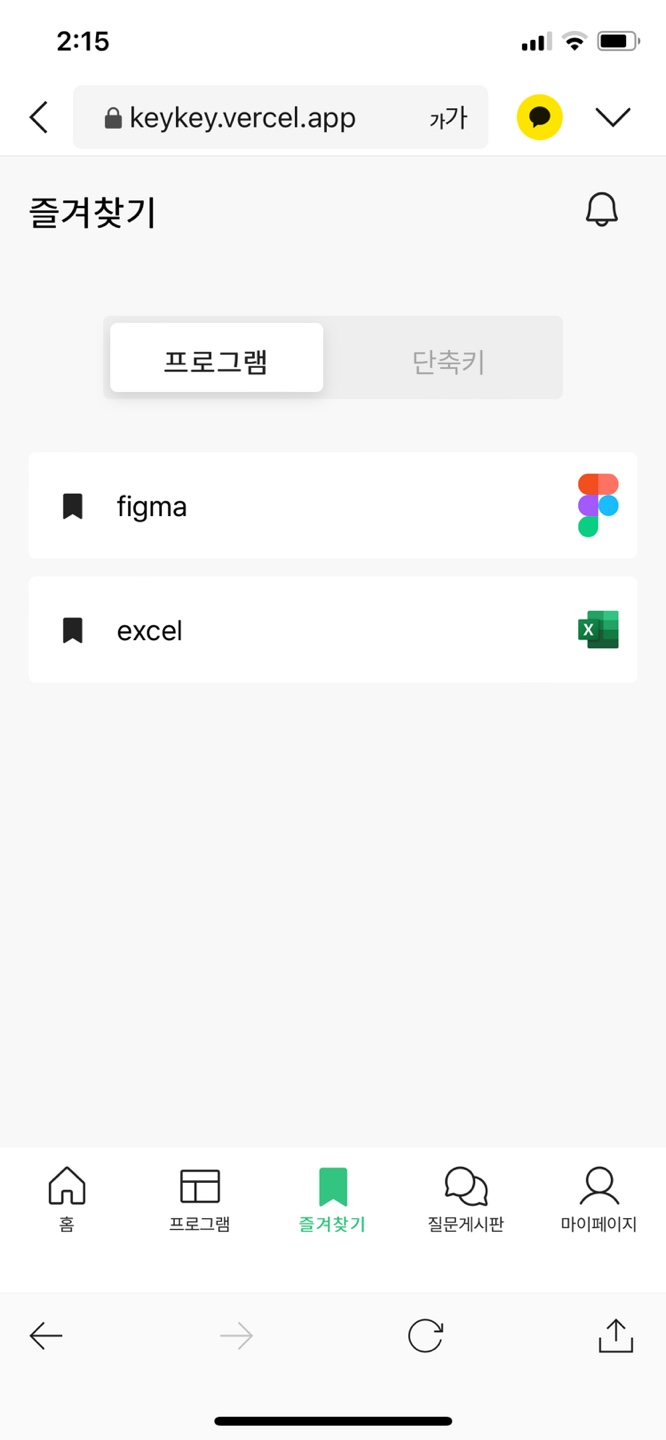 2:15
keykey.vercel.app 가가
즐겨찾기
프로그램 단축키
figma
excel
X
홈 프로그램 즐겨찾기 질문게시판 마이페이지